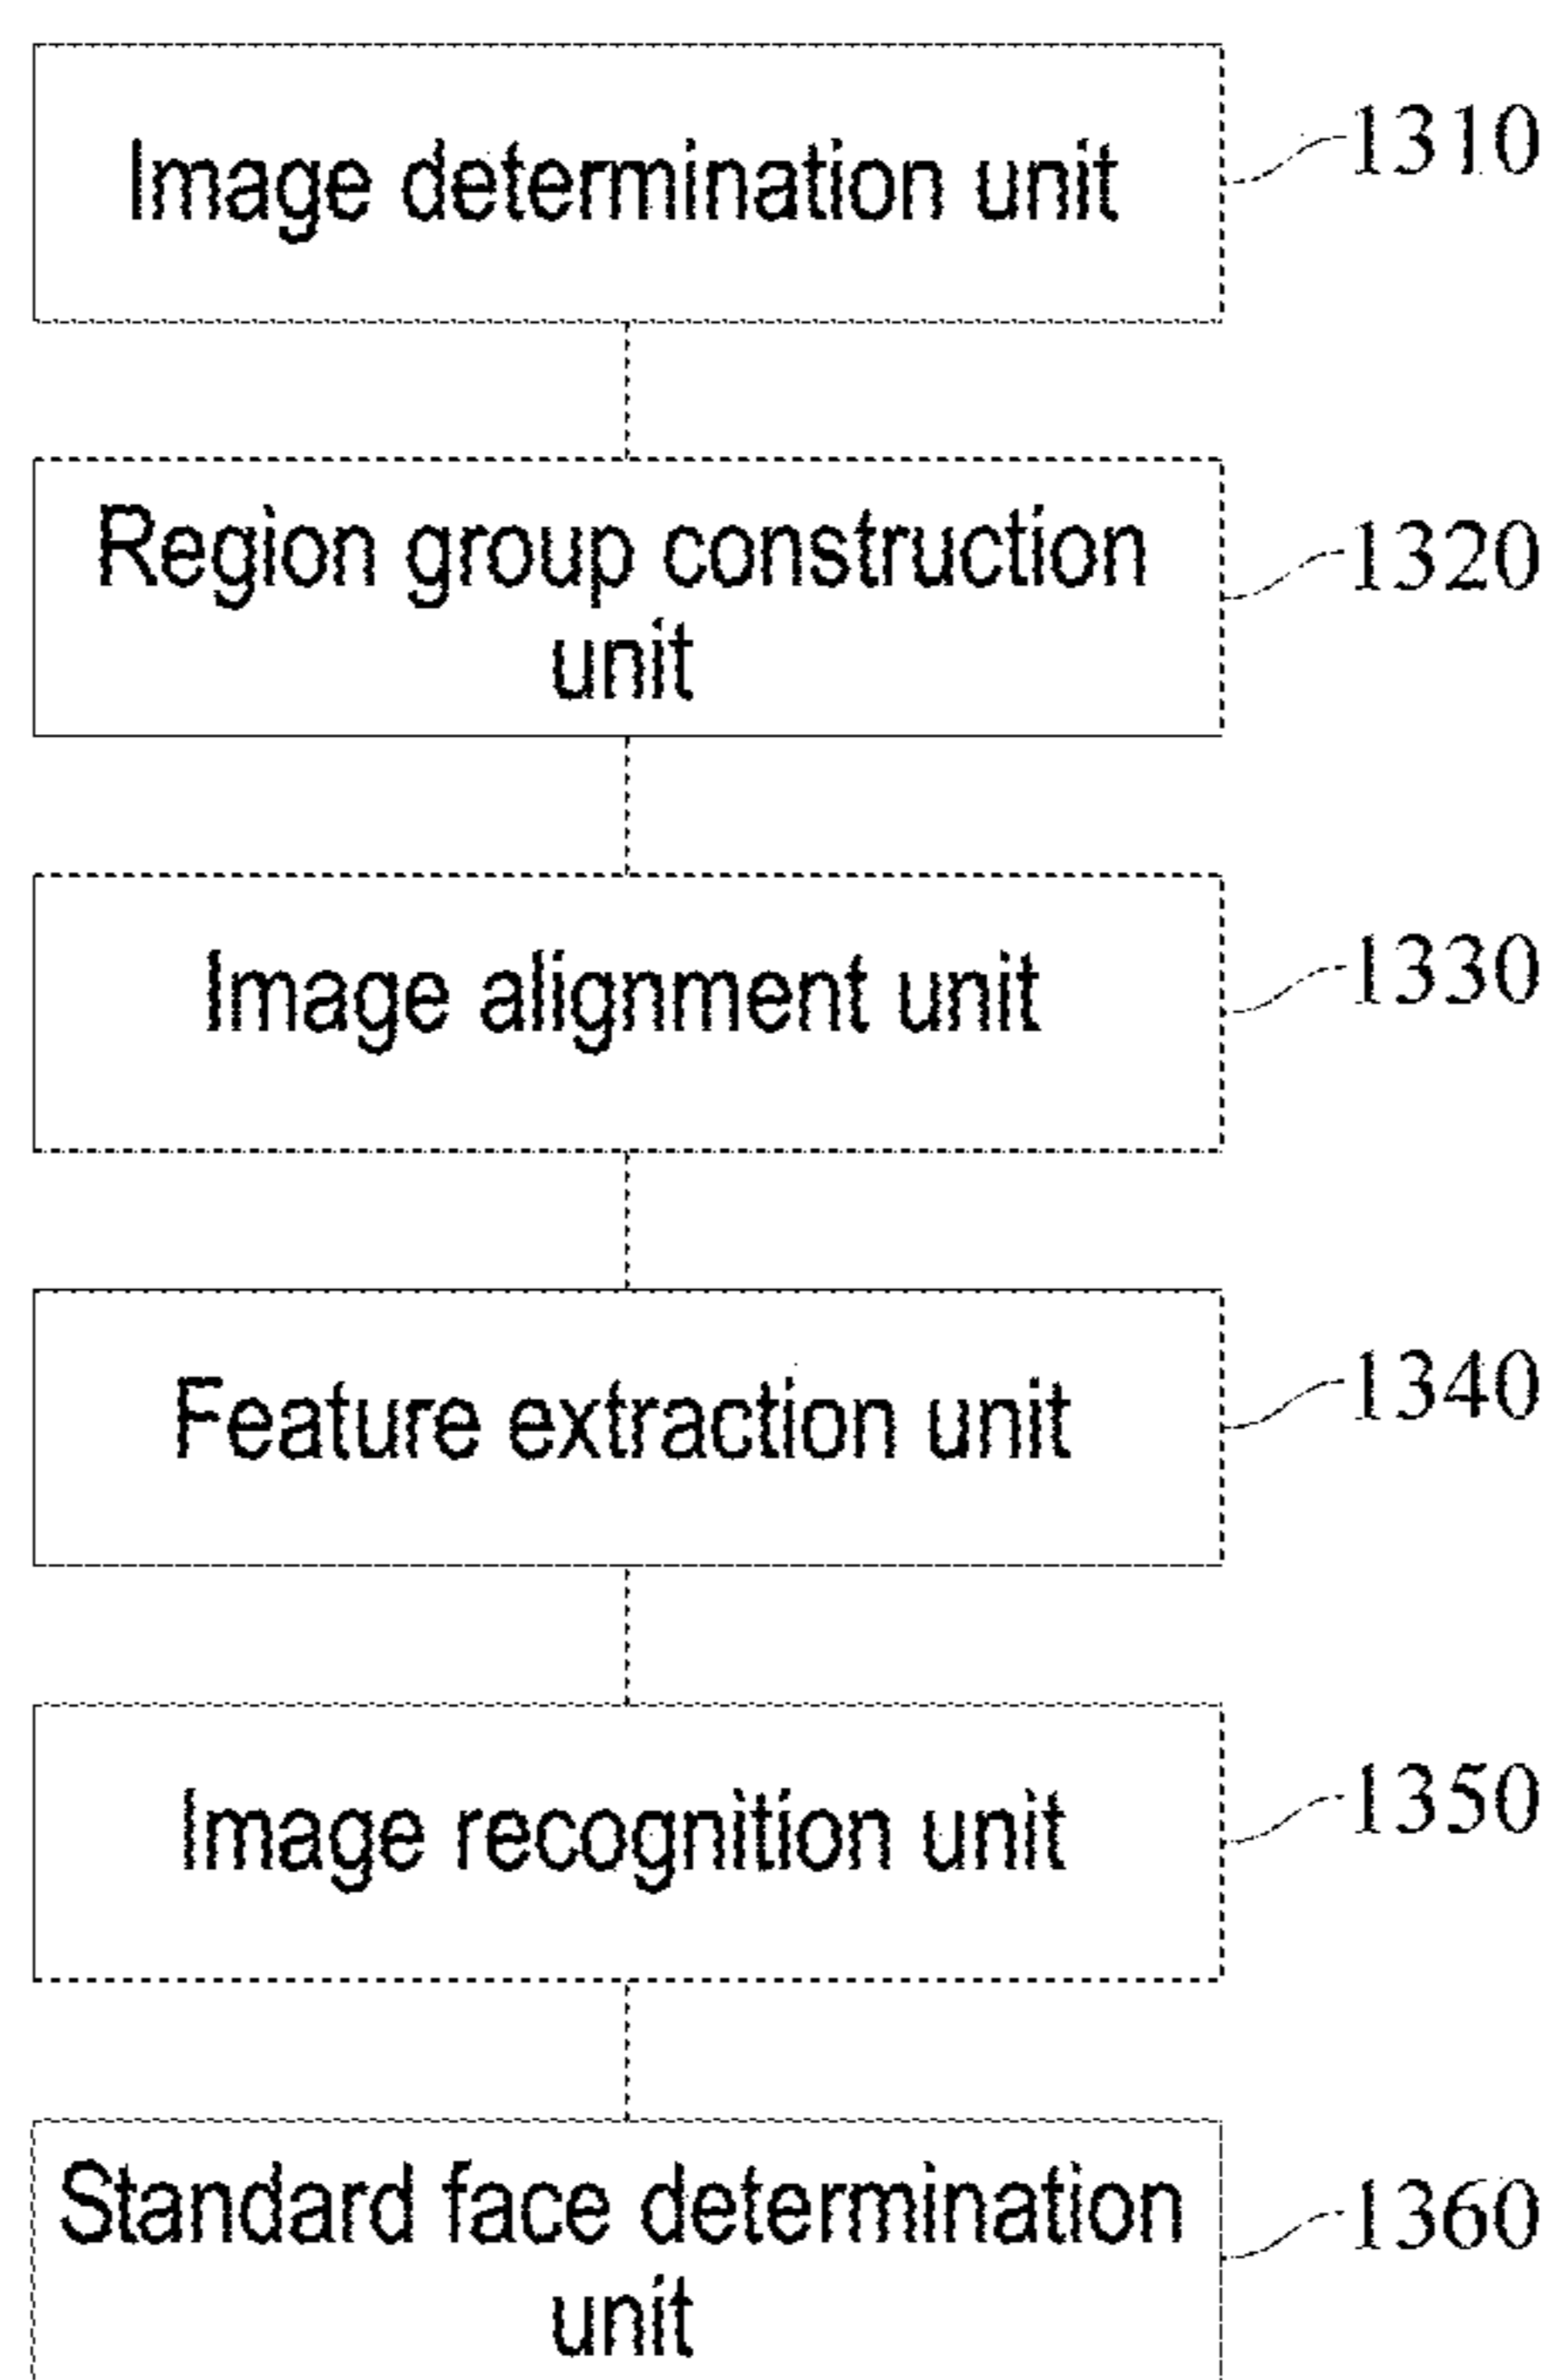 Image determination unit
1310
Region group construction
unit
1320
Image alignment unit
1330
Feature extraction unit
1340
Image recognition unit
1350
Standard face determination
unit
1360